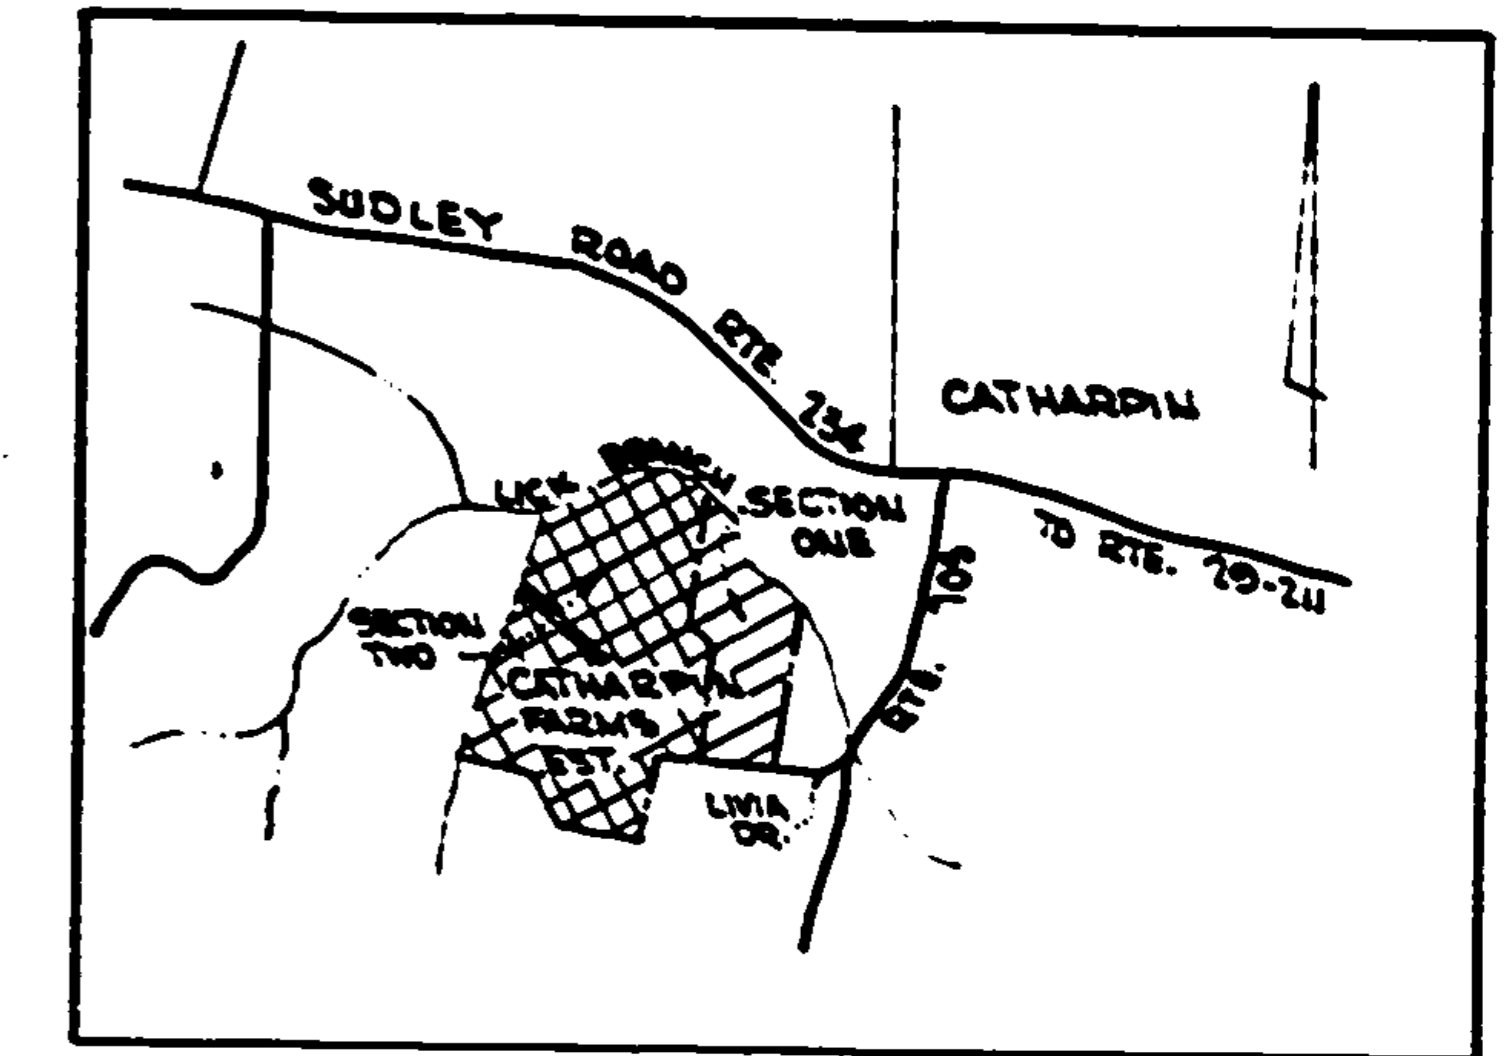 SUDLEY ROAD RTE. 234
CATHARPIN
LICK BRANCH
SECTION
ONE
TO RTE. 29-211
RTE. 705
SECTION
TWO
CATHARPIN
FARMS
EST.
LIVIA
DR.